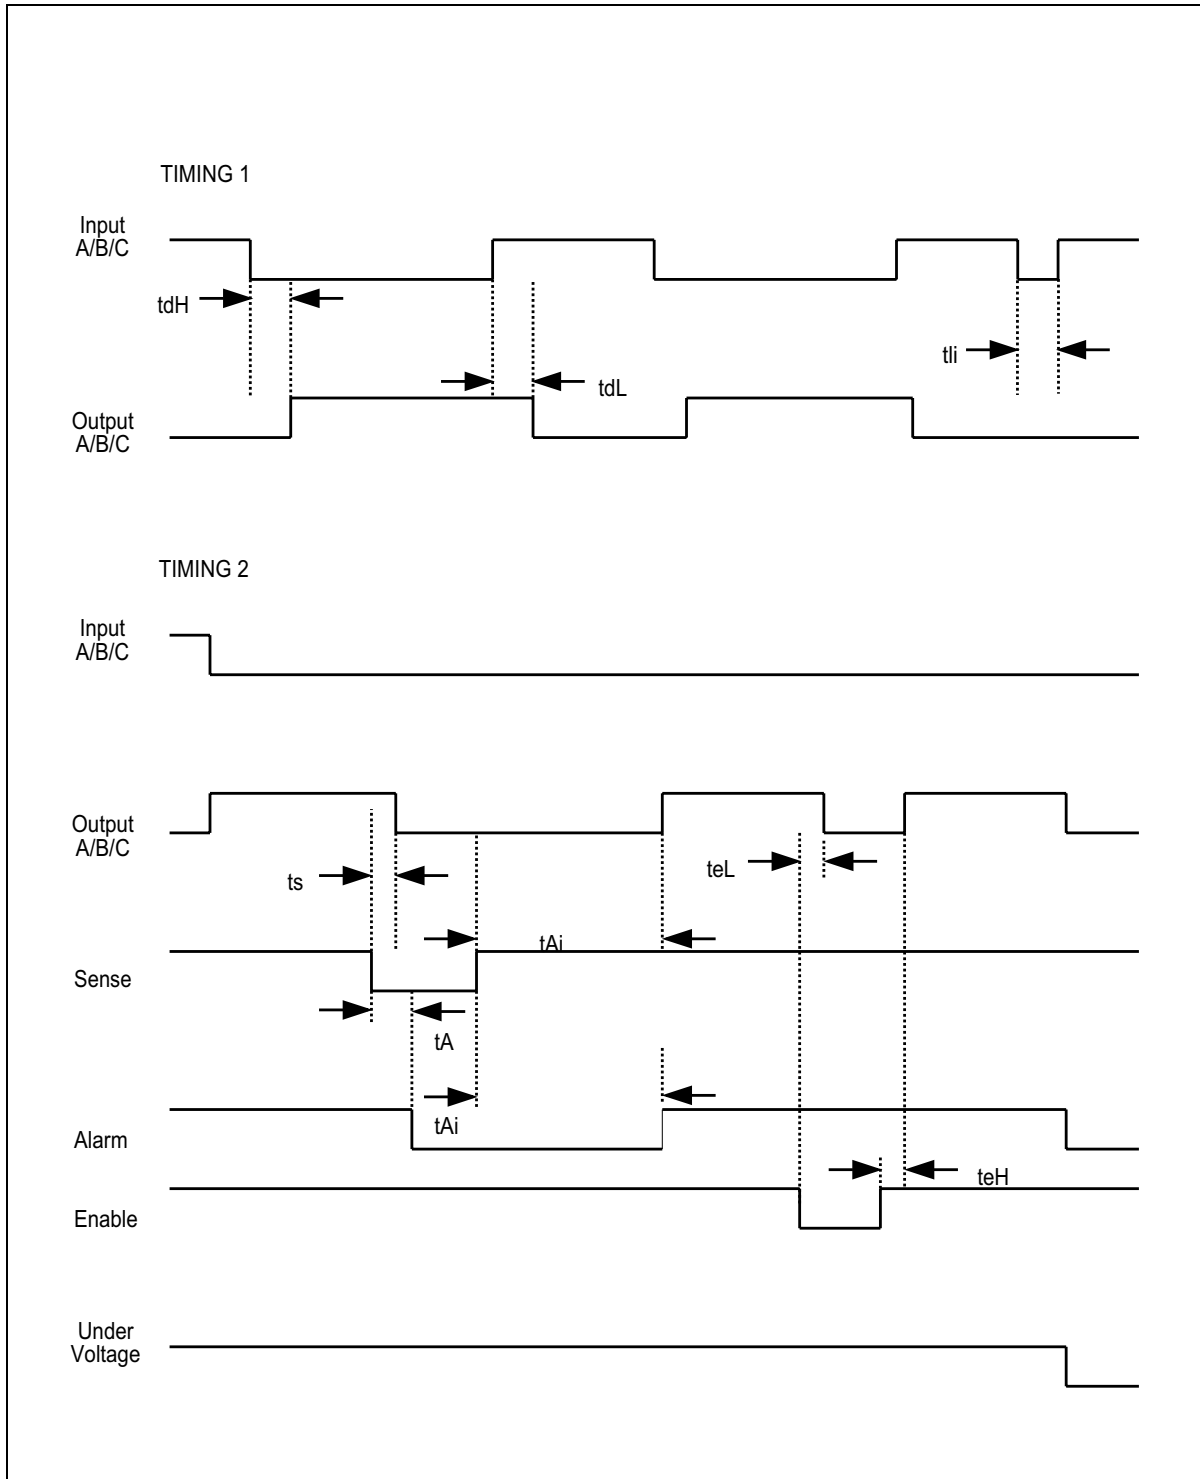 TIMING 1
Input
A/B/C
tdH
tli
tdL
Output
A/B/C
TIMING 2
Input
A/B/C
Output
A/B/C
ts
teL
tAi
Sense
tA
tAi
Alarm
teH
Enable
Under
Voltage